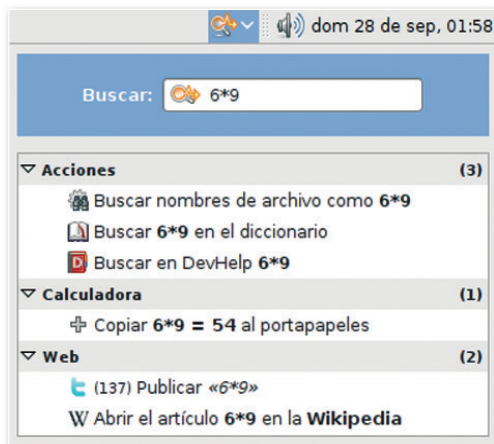 dom 28 de sep, 01:58
Buscar: 6*9
Acciones (3)
Buscar nombres de archivo como 6*9
Buscar 6*9 en el diccionario
Buscar en DevHelp 6*9
Calculadora (1)
Copiar 6*9 = 54 al portapapeles
Web (2)
(137) Publicar «6*9»
Abrir el artículo 6*9 en la Wikipedia